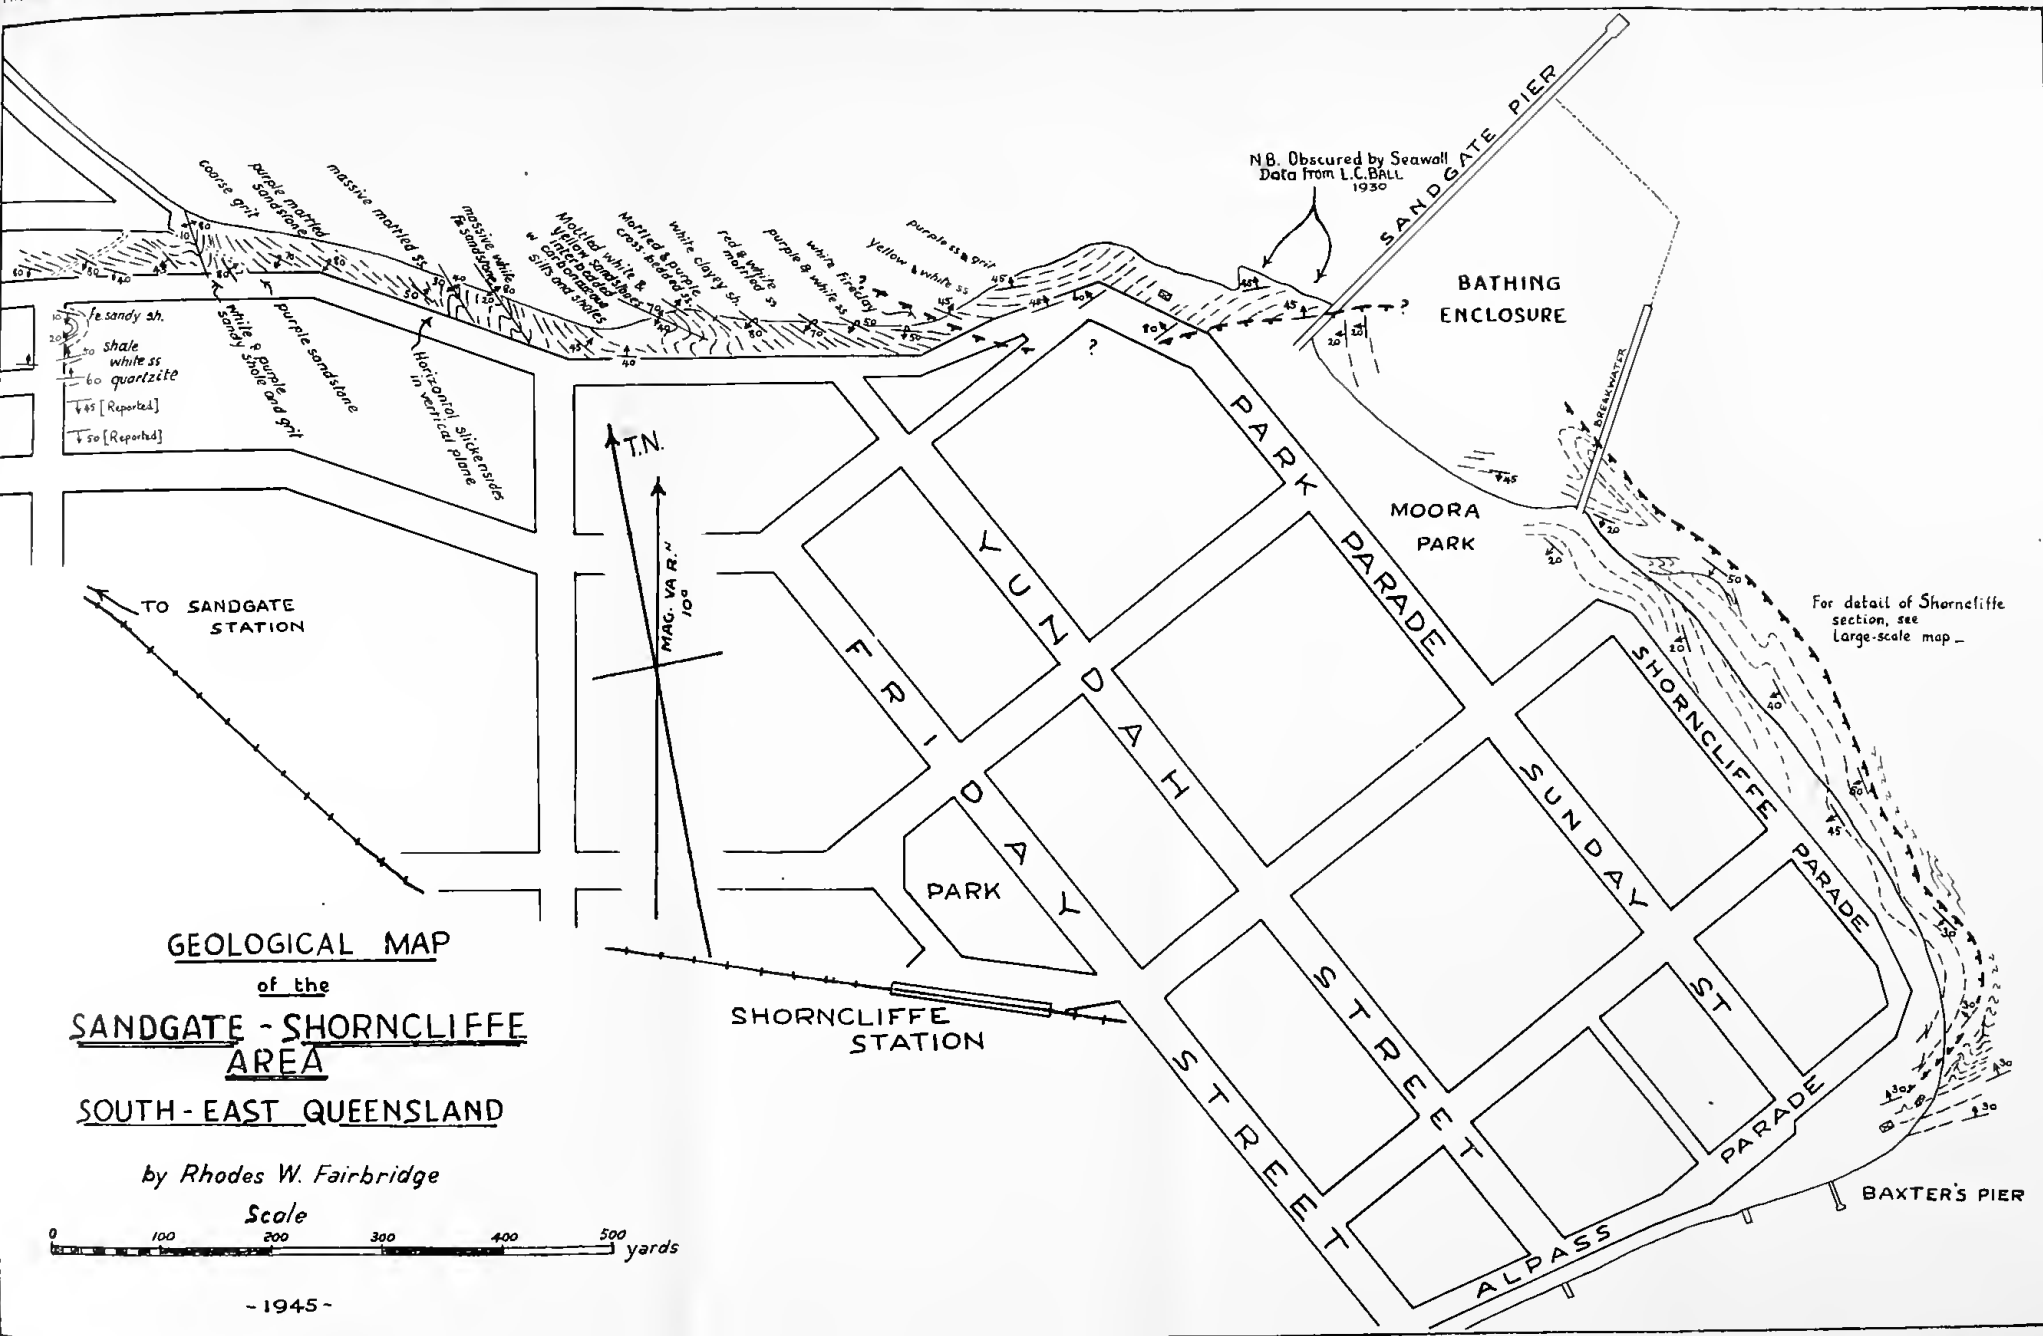 N B. Obscured by Seawall
Data from L.C. BALL
1930
SANDGATE PIER
BATHING
ENCLOSURE
BREAKWATER
coarse grit
purple mottled
sandstone
massive mottled ss
massive white
Fe sandstone
Mottled white &
yellow sandstones
interbedded
w carbonaceous
sills and shales
Mottled & purple
cross bedded ss.
white clayey sh.
red & white
mottled ss
purple & white ss
white fireclay
yellow & white ss
purple ss & grit
Fe sandy sh.
shale
white ss
60 quartzite
45 [Reported]
50 [Reported]
white & purple
sandy shale and grit
purple sandstone
Horizontal slickensides
in vertical plane
T.N.
MAG. VAR.N
10°
TO SANDGATE
STATION
MOORA
PARK
PARK PARADE
YUNDAH STREET
FRIDAY STREET
SUNDAY ST
SHORNCLIFFE PARADE
For detail of Shorncliffe
section, see
large-scale map _
PARK
SHORNCLIFFE
STATION
ALPASS PARADE
BAXTER'S PIER
GEOLOGICAL MAP
of the
SANDGATE - SHORNCLIFFE
AREA
SOUTH - EAST QUEENSLAND
by Rhodes W. Fairbridge
Scale
0 100 200 300 400 500 yards
- 1945 -